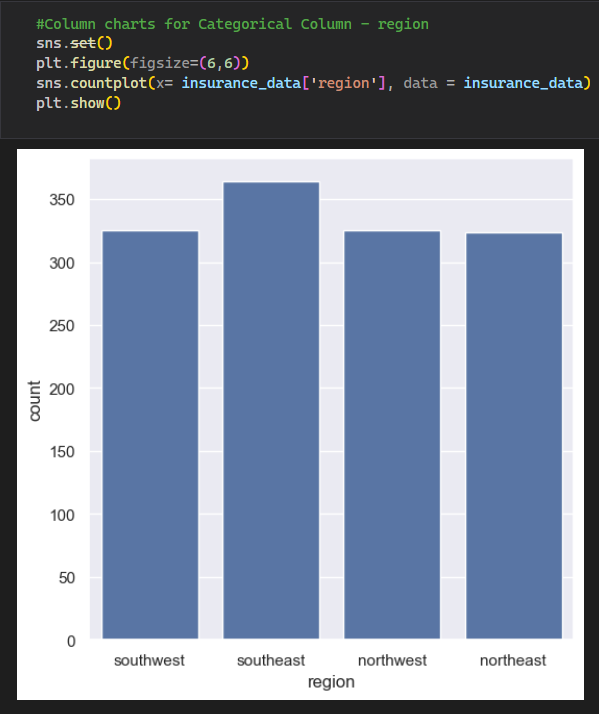 #Column charts for Categorical Column - region
sns.set()
plt.figure(figsize=(6,6))
sns.countplot(x= insurance_data['region'], data = insurance_data)
plt.show()
350
300
250
200
150
100
50
0
count
southwest southeast northwest northeast
region